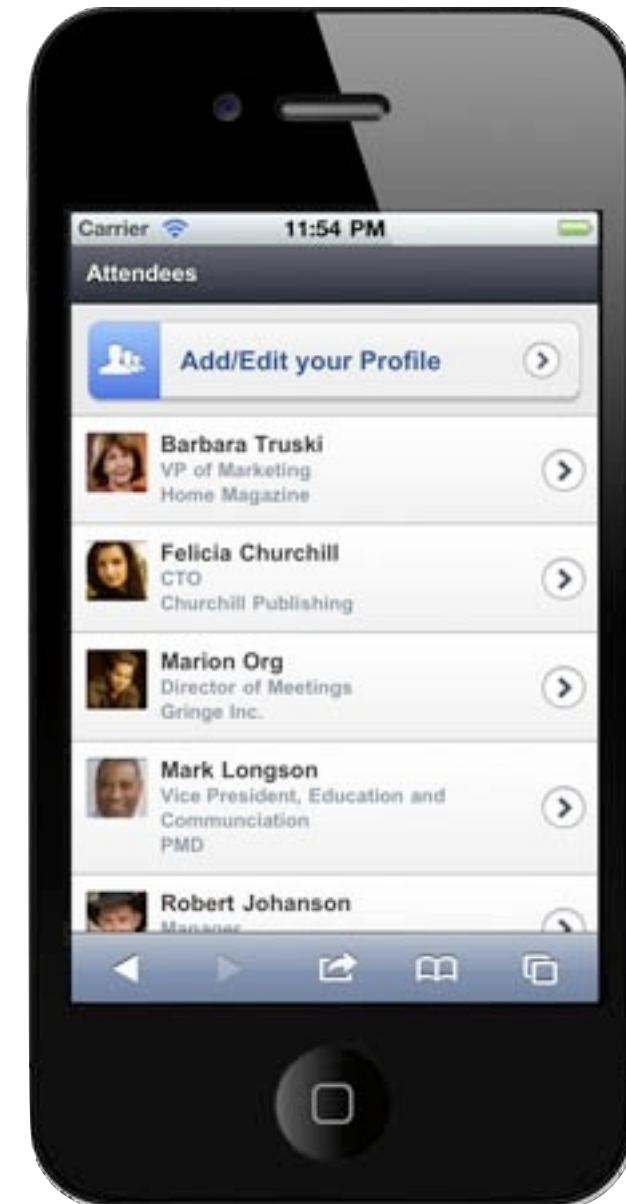 Carrier 11:54 PM
Attendees
Add/Edit your Profile
Barbara Truski
VP of Marketing
Home Magazine
Felicia Churchill
CTO
Churchill Publishing
Marion Org
Director of Meetings
Gringe Inc.
Mark Longson
Vice President, Education and
Communciation
PMD
Robert Johanson
Manager